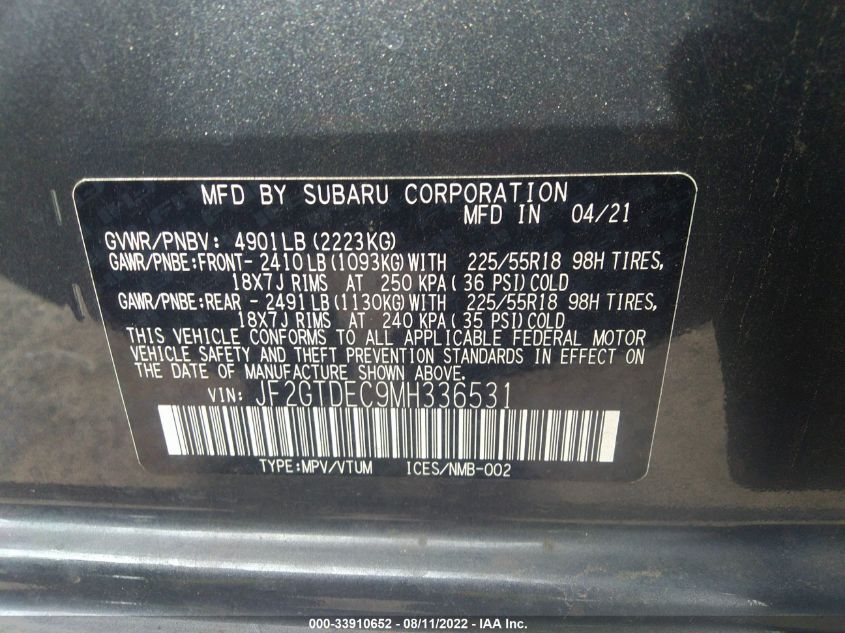 MFD BY SUBARU CORPORATION
MFD IN 04/21
GVWR/PNBV: 4901LB (2223KG)
GAWR/PNBE:FRONT- 2410LB (1093KG) WITH 225/55R18 98H TIRES,
18X7J RIMS AT 250 KPA ( 36 PSI) COLD
GAWR/PNBE:REAR - 2491LB (1130KG) WITH 225/55R18 98H TIRES,
18X7J RIMS AT 240 KPA ( 35 PSI) COLD
THIS VEHICLE CONFORMS TO ALL APPLICABLE FEDERAL MOTOR
VEHICLE SAFETY AND THEFT PREVENTION STANDARDS IN EFFECT ON
THE DATE OF MANUFACTURE SHOWN ABOVE.
VIN: JF2GTDEC9MH336531
TYPE:MPV/VTUM ICES/NMB-002
000-33910652 - 08/11/2022 - IAA Inc.